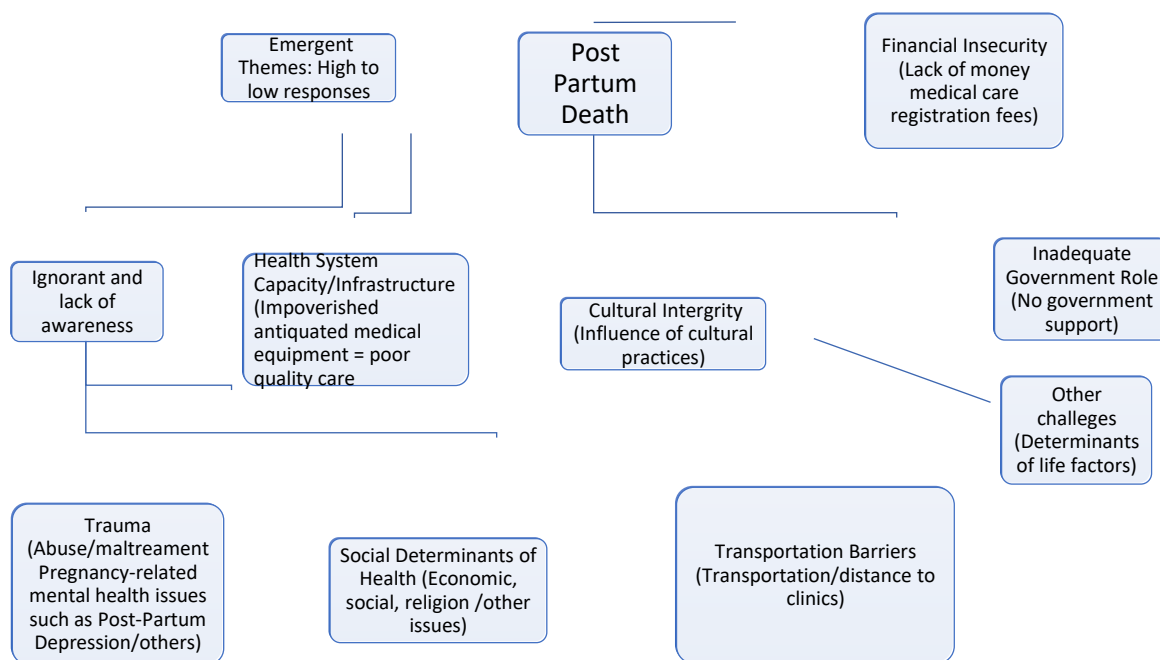 Emergent
Themes: High to
low responses
Post
Partum
Death
Financial Insecurity
(Lack of money
medical care
registration fees)
Ignorant and
lack of
awareness
Health System
Capacity/Infrastructure
(Impoverished
antiquated medical
equipment = poor
quality care
Cultural Intergrity
(Influence of cultural
practices)
Inadequate
Government Role
(No government
support)
Other
challeges
(Determinants
of life factors)
Trauma
(Abuse/maltreament
Pregnancy-related
mental health issues
such as Post-Partum
Depression/others)
Social Determinants of
Health (Economic,
social, religion /other
issues)
Transportation Barriers
(Transportation/distance to
clinics)